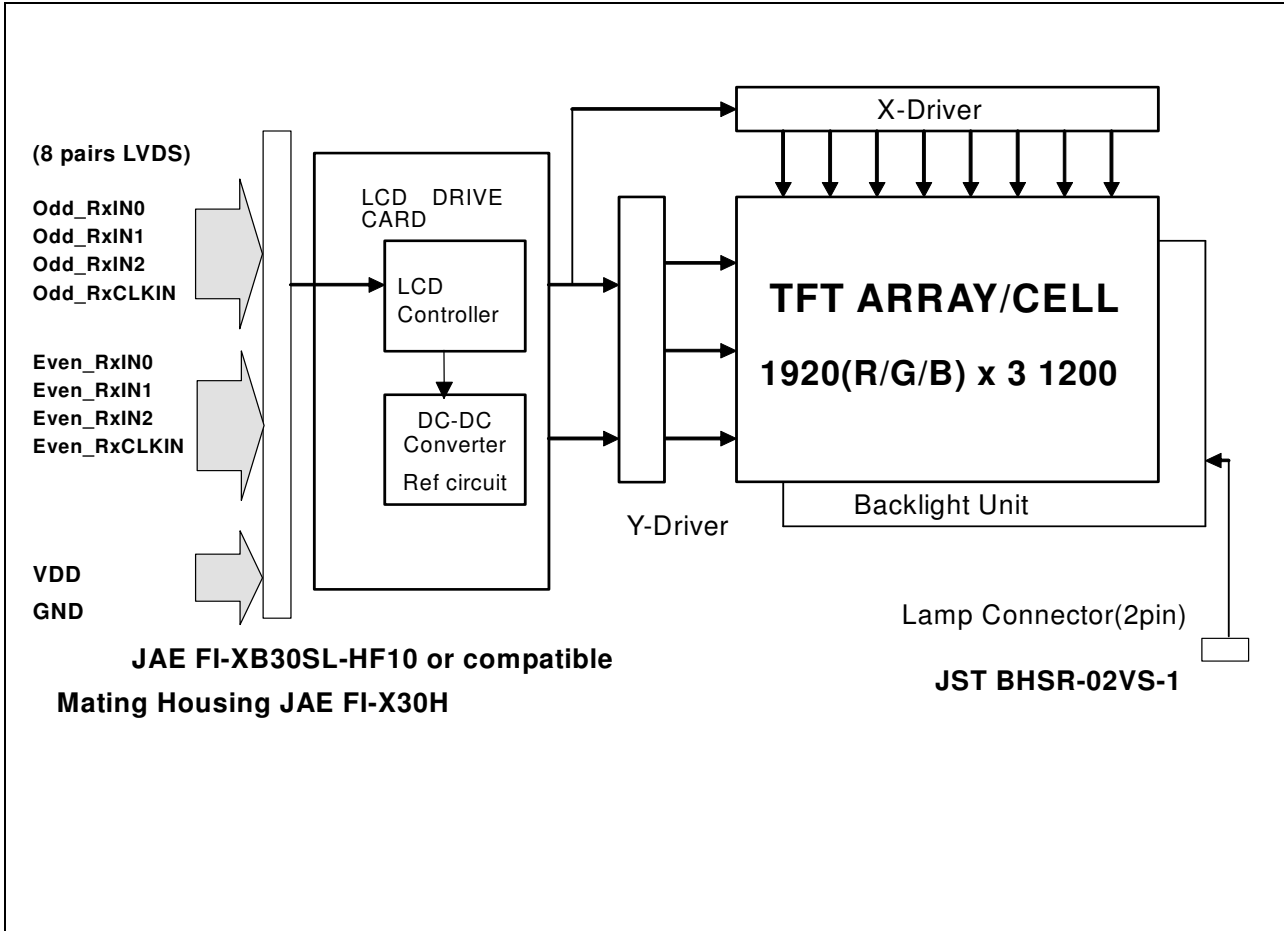 X-Driver
(8 pairs LVDS)
Odd_RxIN0
Odd_RxIN1
Odd_RxIN2
Odd_RxCLKIN
Even_RxIN0
Even_RxIN1
Even_RxIN2
Even_RxCLKIN
VDD
GND
LCD DRIVE
CARD
LCD
Controller
DC-DC
Converter
Ref circuit
Y-Driver
TFT ARRAY/CELL
1920(R/G/B) x 3 1200
Backlight Unit
Lamp Connector(2pin)
JST BHSR-02VS-1
JAE FI-XB30SL-HF10 or compatible
Mating Housing JAE FI-X30H